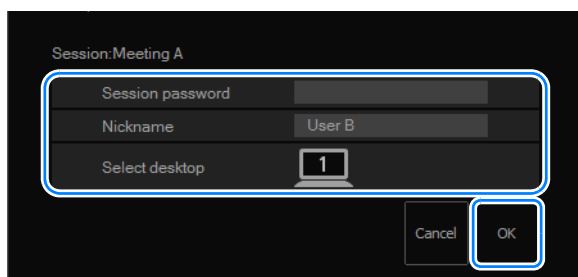 Session:Meeting A
Session password
Nickname User B
Select desktop 1
Cancel OK